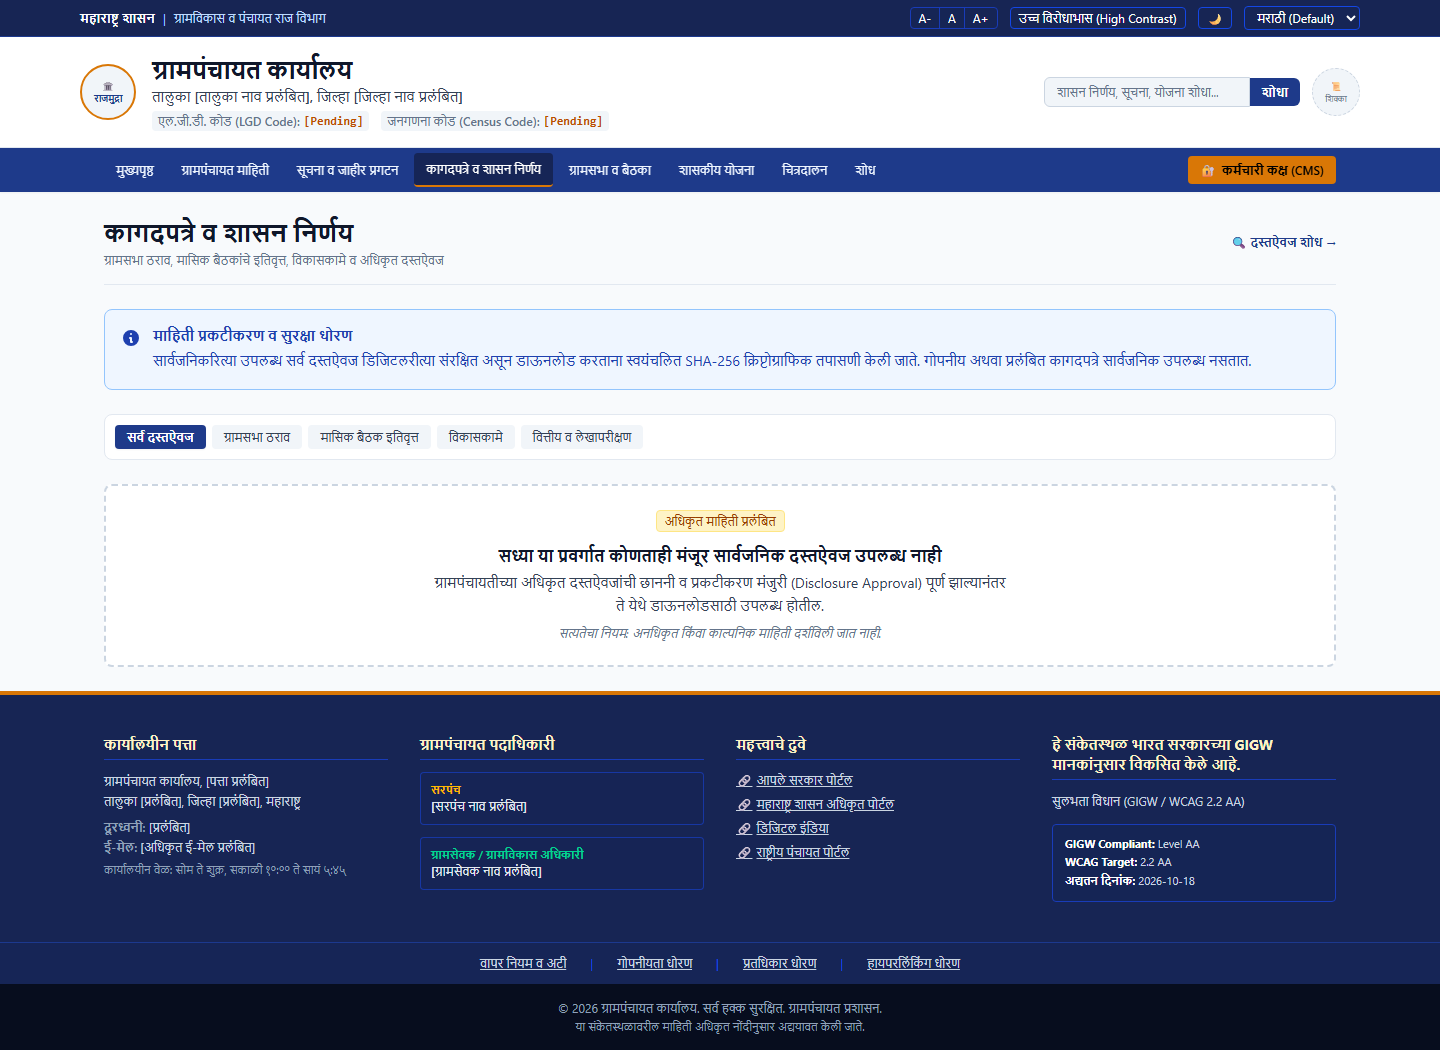 महाराष्ट्र शासन | ग्रामविकास व पंचायत राज विभाग
A- A A+ उच्च विरोधाभास (High Contrast) मराठी (Default)
राजमुद्रा
ग्रामपंचायत कार्यालय
तालुका [तालुका नाव प्रलंबित], जिल्हा [जिल्हा नाव प्रलंबित]
एल.जी.डी. कोड (LGD Code): [Pending] जनगणना कोड (Census Code): [Pending]
शासन निर्णय, सूचना, योजना शोधा... शोधा
शिक्का
मुख्यपृष्ठ ग्रामपंचायत माहिती सूचना व जाहीर प्रगटन कागदपत्रे व शासन निर्णय ग्रामसभा व बैठका शासकीय योजना चित्रदालन शोध कर्मचारी कक्ष (CMS)
कागदपत्रे व शासन निर्णय
ग्रामसभा ठराव, मासिक बैठकांचे इतिवृत्त, विकासकामे व अधिकृत दस्तऐवज
दस्तऐवज शोध →
माहिती प्रकटीकरण व सुरक्षा धोरण
सार्वजनिकरित्या उपलब्ध सर्व दस्तऐवज डिजिटलरीत्या संरक्षित असून डाऊनलोड करताना स्वयंचलित SHA-256 क्रिप्टोग्राफिक तपासणी केली जाते. गोपनीय अथवा प्रलंबित कागदपत्रे सार्वजनिक उपलब्ध नसतात.
सर्व दस्तऐवज ग्रामसभा ठराव मासिक बैठक इतिवृत्त विकासकामे वित्तीय व लेखापरीक्षण
अधिकृत माहिती प्रलंबित
सध्या या प्रवर्गात कोणताही मंजूर सार्वजनिक दस्तऐवज उपलब्ध नाही
ग्रामपंचायतीच्या अधिकृत दस्तऐवजांची छाननी व प्रकटीकरण मंजुरी (Disclosure Approval) पूर्ण झाल्यानंतर
ते येथे डाऊनलोडसाठी उपलब्ध होतील.
सत्यतेचा नियम: अनधिकृत किंवा काल्पनिक माहिती दर्शविली जात नाही.
कार्यालयीन पत्ता
ग्रामपंचायत कार्यालय, [पत्ता प्रलंबित]
तालुका [प्रलंबित], जिल्हा [प्रलंबित], महाराष्ट्र
दूरध्वनी: [प्रलंबित]
ई-मेल: [अधिकृत ई-मेल प्रलंबित]
कार्यालयीन वेळ: सोम ते शुक्र, सकाळी १०:०० ते सायं ५:४५
ग्रामपंचायत पदाधिकारी
सरपंच
[सरपंच नाव प्रलंबित]
ग्रामसेवक / ग्रामविकास अधिकारी
[ग्रामसेवक नाव प्रलंबित]
महत्त्वाचे दुवे
आपले सरकार पोर्टल
महाराष्ट्र शासन अधिकृत पोर्टल
डिजिटल इंडिया
राष्ट्रीय पंचायत पोर्टल
हे संकेतस्थळ भारत सरकारच्या GIGW
मानकांनुसार विकसित केले आहे.
सुलभता विधान (GIGW / WCAG 2.2 AA)
GIGW Compliant: Level AA
WCAG Target: 2.2 AA
अद्यतन दिनांक: 2026-10-18
वापर नियम व अटी | गोपनीयता धोरण | प्रतधिकार धोरण | हायपरलिंकिंग धोरण
© 2026 ग्रामपंचायत कार्यालय. सर्व हक्क सुरक्षित. ग्रामपंचायत प्रशासन.
या संकेतस्थळावरील माहिती अधिकृत नोंदीनुसार अद्ययावत केली जाते.